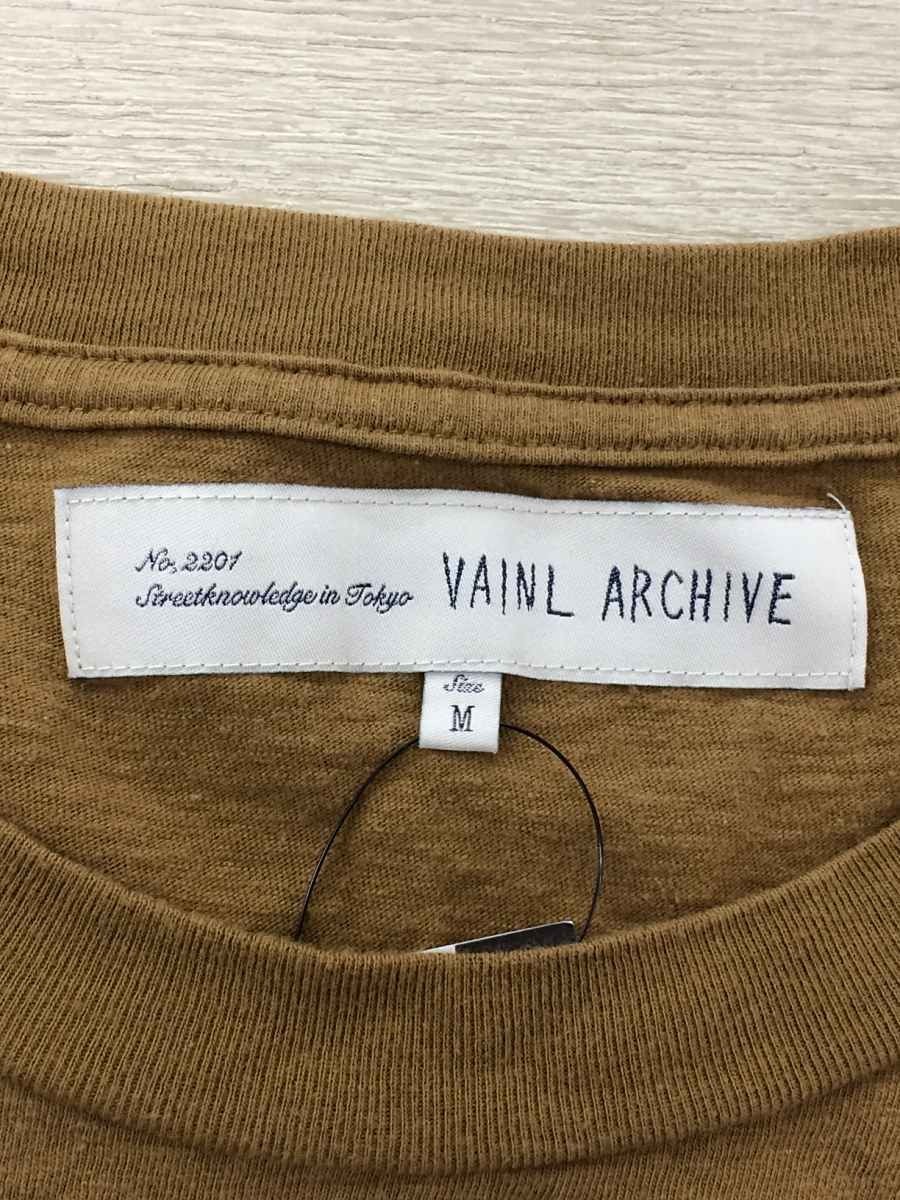 No, 2201
Streetknowledge in Tokyo
VAINL ARCHIVE
Size
M